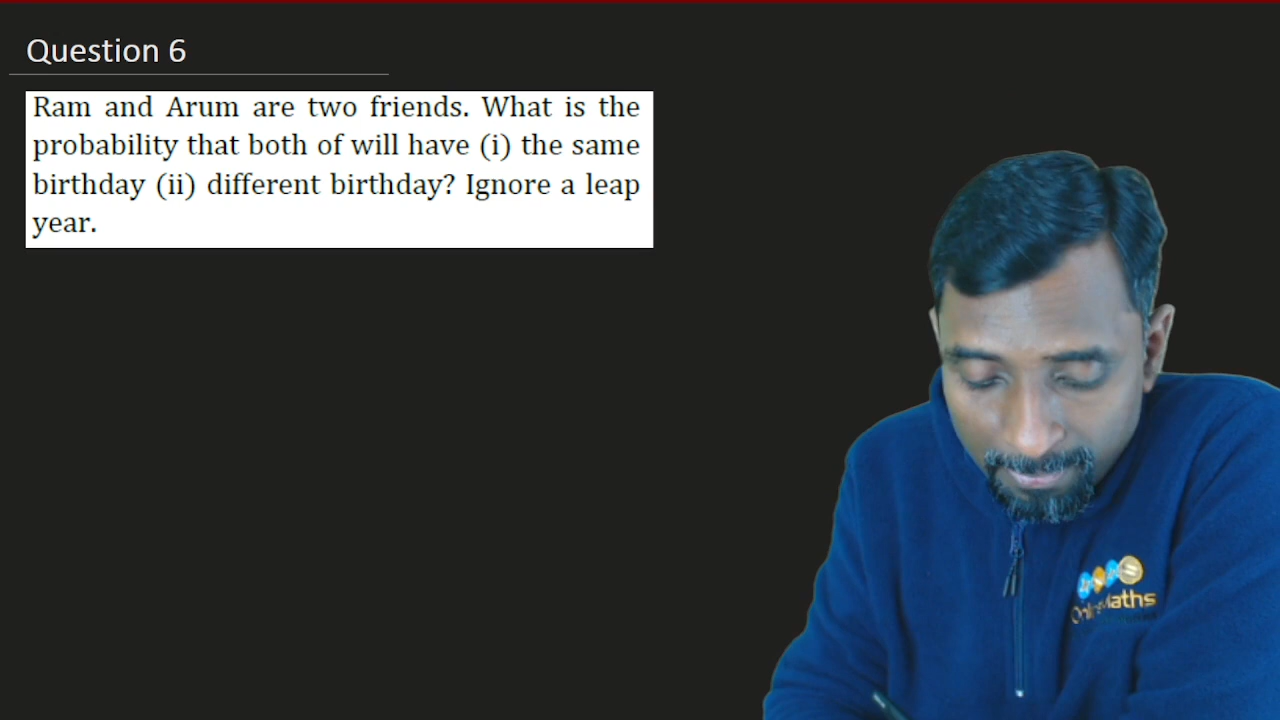 Question 6
Ram and Arum are two friends. What is the
probability that both of will have (i) the same
birthday (ii) different birthday? Ignore a leap
year.